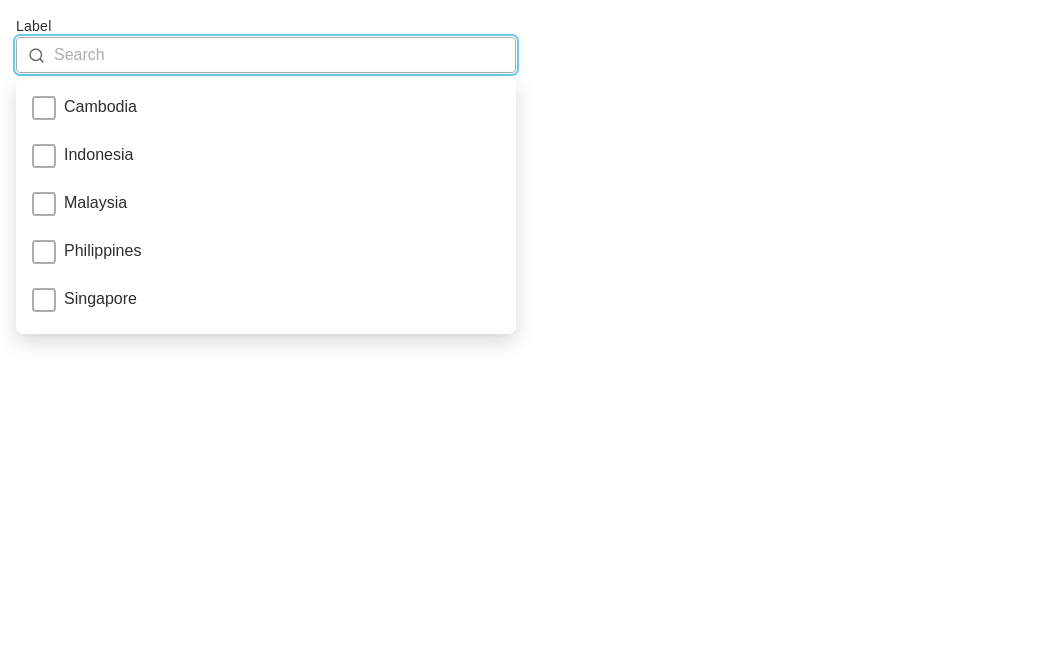 Label
Search
Cambodia
Indonesia
Malaysia
Philippines
Singapore